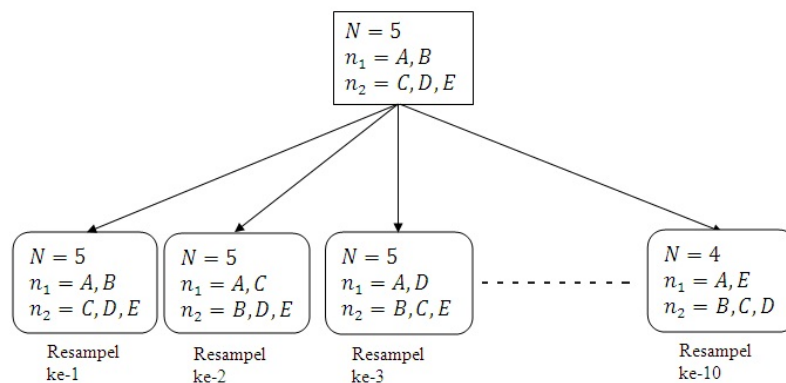 N = 5
n₁ = A, B
n₂ = C, D, E
N = 5
n₁ = A, B
n₂ = C, D, E
Resampel
ke-1
N = 5
n₁ = A, C
n₂ = B, D, E
Resampel
ke-2
N = 5
n₁ = A, D
n₂ = B, C, E
Resampel
ke-3
N = 4
n₁ = A, E
n₂ = B, C, D
Resampel
ke-10